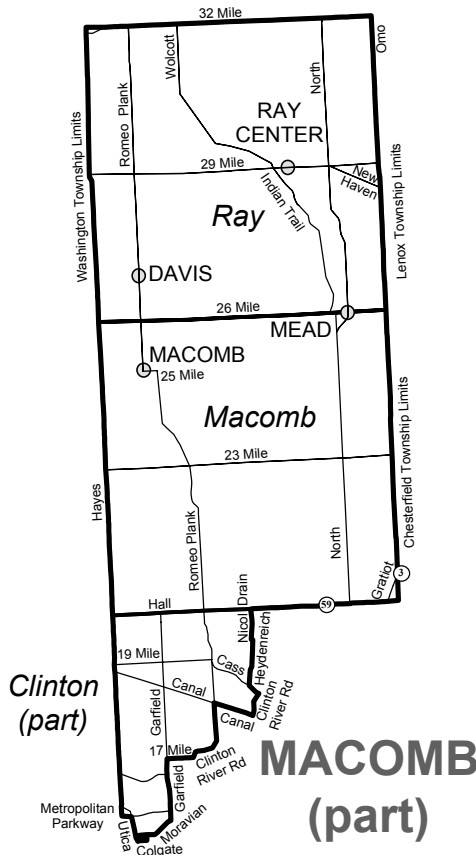 32 Mile
Omo
Wolcott
North
Romeo Plank
RAY
CENTER
29 Mile
New
Haven
Indian Trail
Washington Township Limits
Lenox Township Limits
Ray
DAVIS
26 Mile
MEAD
MACOMB
25 Mile
Macomb
Chesterfield Township Limits
23 Mile
Hayes
Romeo Plank
North
Gratiot
3
Hall
59
Nicol Drain
Heydenreich
19 Mile
Cass
Clinton
(part)
Canal
Garfield
Canal
Clinton
River Rd
17 Mile
Clinton
River Rd
MACOMB
(part)
Garfield
Metropolitan
Parkway
Moravian
Utica
Colgate